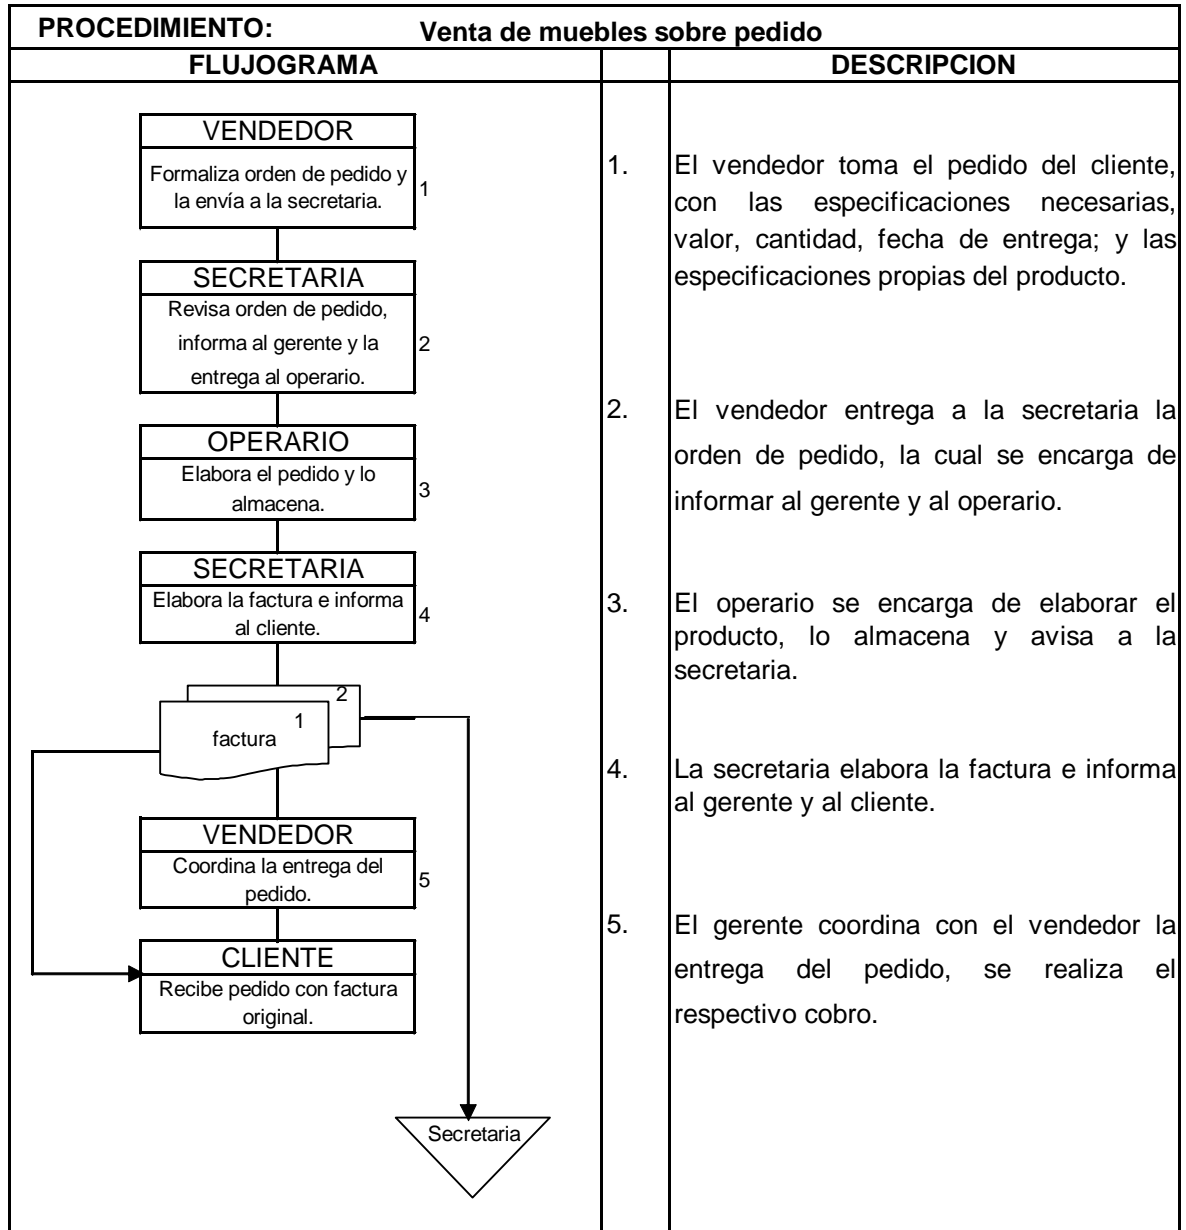 PROCEDIMIENTO: Venta de muebles sobre pedido
FLUJOGRAMA DESCRIPCION
VENDEDOR
Formaliza orden de pedido y
la envía a la secretaria.
1
SECRETARIA
Revisa orden de pedido,
informa al gerente y la
entrega al operario.
2
OPERARIO
Elabora el pedido y lo
almacena.
3
SECRETARIA
Elabora la factura e informa
al cliente.
4
2
1
factura
VENDEDOR
Coordina la entrega del
pedido.
5
CLIENTE
Recibe pedido con factura
original.
Secretaria
1. El vendedor toma el pedido del cliente,
con las especificaciones necesarias,
valor, cantidad, fecha de entrega; y las
especificaciones propias del producto.
2. El vendedor entrega a la secretaria la
orden de pedido, la cual se encarga de
informar al gerente y al operario.
3. El operario se encarga de elaborar el
producto, lo almacena y avisa a la
secretaria.
4. La secretaria elabora la factura e informa
al gerente y al cliente.
5. El gerente coordina con el vendedor la
entrega del pedido, se realiza el
respectivo cobro.